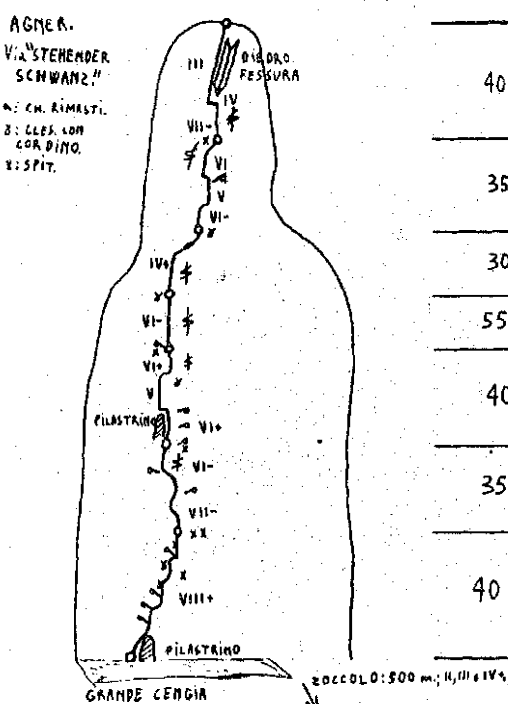 AGNER.
Via "STEHENDER
SCHWANZ."
: CH. RIMASTI.
: CLES. CON
CORDINO.
: SPIT.
III
DIEDRO
FESSURA
IV
VII-
X
VI
V
VI-
IV+
VI-
VI+
V
PILASTRINO
VI+
VI-
VII-
XX
X
VIII+
PILASTRINO
GRANDE CENGIA
ZOCCOLO: 500 m.; II, III e IV+
40
35
30
55
40
35
40